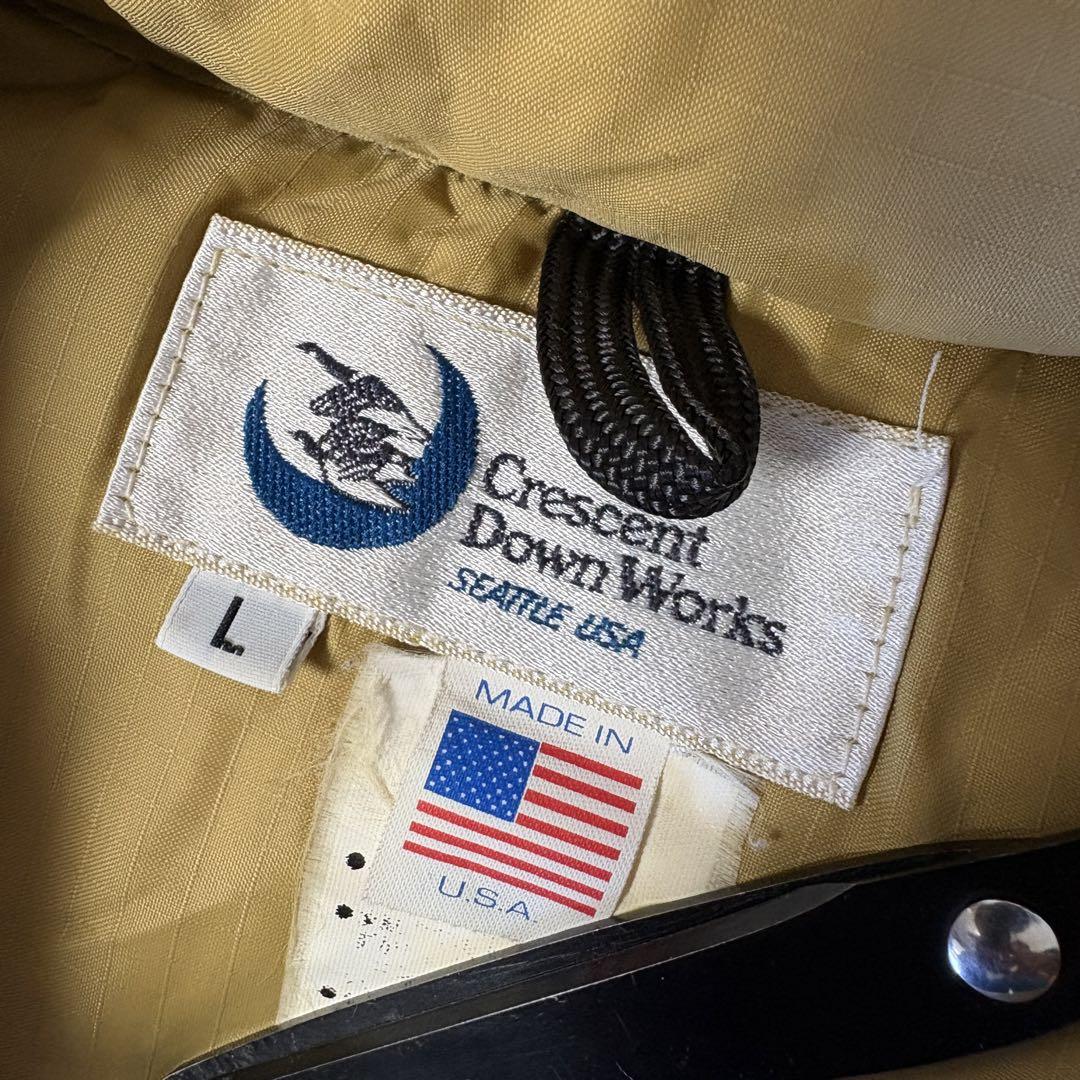 Crescent
Down Works
SEATTLE USA
L
MADE IN
U.S.A.